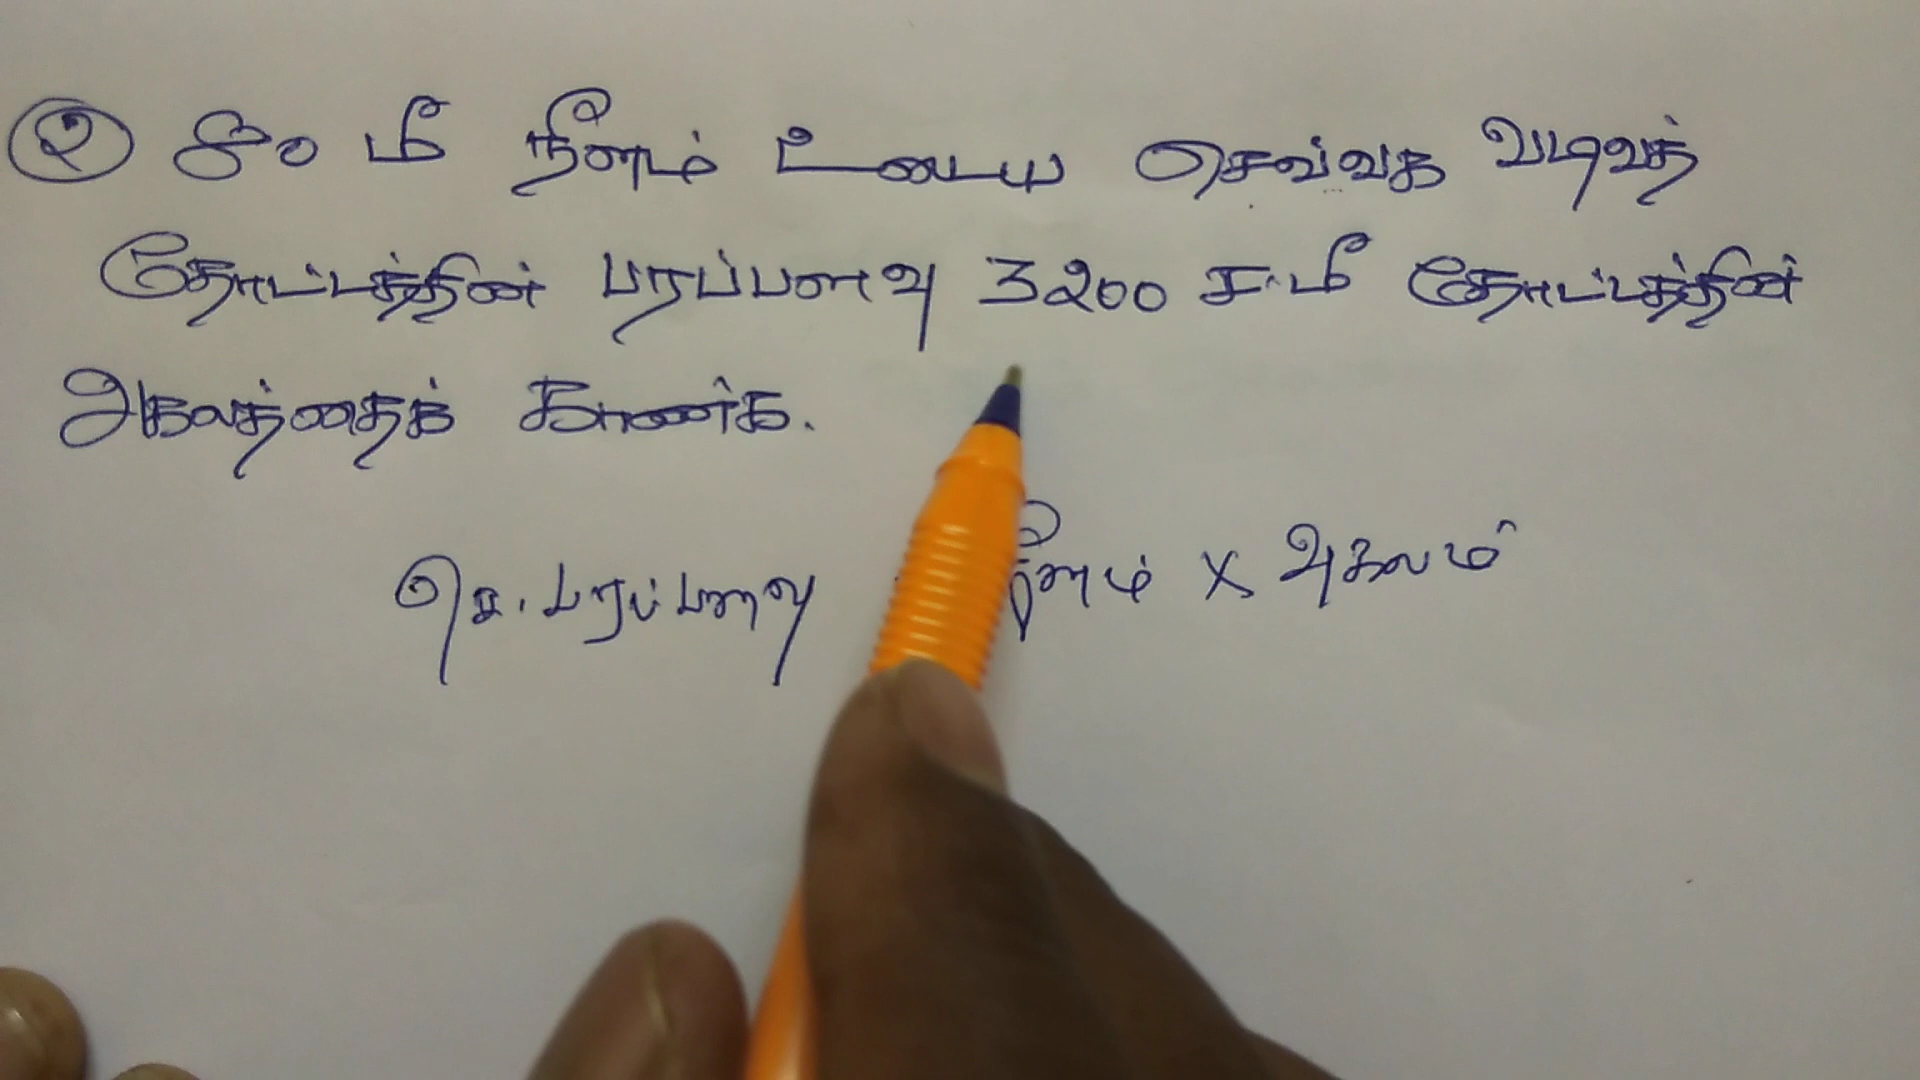 ② 80 மீ நீளம் உடைய செவ்வக வடிவத்
தோட்டத்தின் பரப்பளவு 3200 ச.மீ தோட்டத்தின்
அகலத்தைக் காண்க.
செ. பரப்பளவு நீளம் × அகலம்